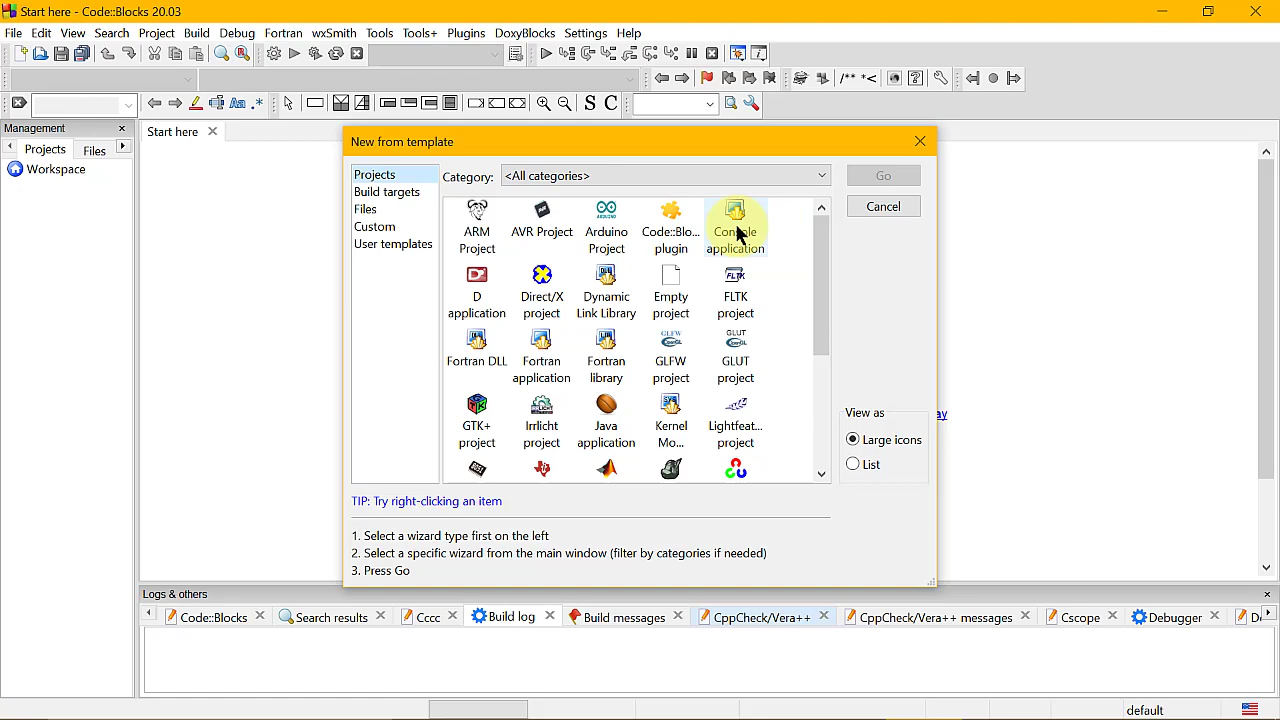 Start here - Code::Blocks 20.03
File Edit View Search Project Build Debug Fortran wxSmith Tools Tools+ Plugins DoxyBlocks Settings Help
/** *<
Aa .*
S C
Management
Projects Files
Workspace
Start here
New from template
Projects
Build targets
Files
Custom
User templates
Category: <All categories>
Go
Cancel
ARM Project
AVR Project
ARDUINO
Arduino Project
Code::Blo... plugin
Console application
D application
Direct/X project
Dynamic Link Library
Empty project
FLTK
FLTK project
Fortran DLL
Fortran application
Fortran library
GLFW
GLFW project
GLUT
GLUT project
GTK+ project
Irrlicht project
Java application
Kernel Mo...
Lightfeat... project
View as
Large icons
List
ay
TIP: Try right-clicking an item
1. Select a wizard type first on the left
2. Select a specific wizard from the main window (filter by categories if needed)
3. Press Go
Logs & others
Code::Blocks Search results Cccc Build log Build messages CppCheck/Vera++ CppCheck/Vera++ messages Cscope Debugger D
default